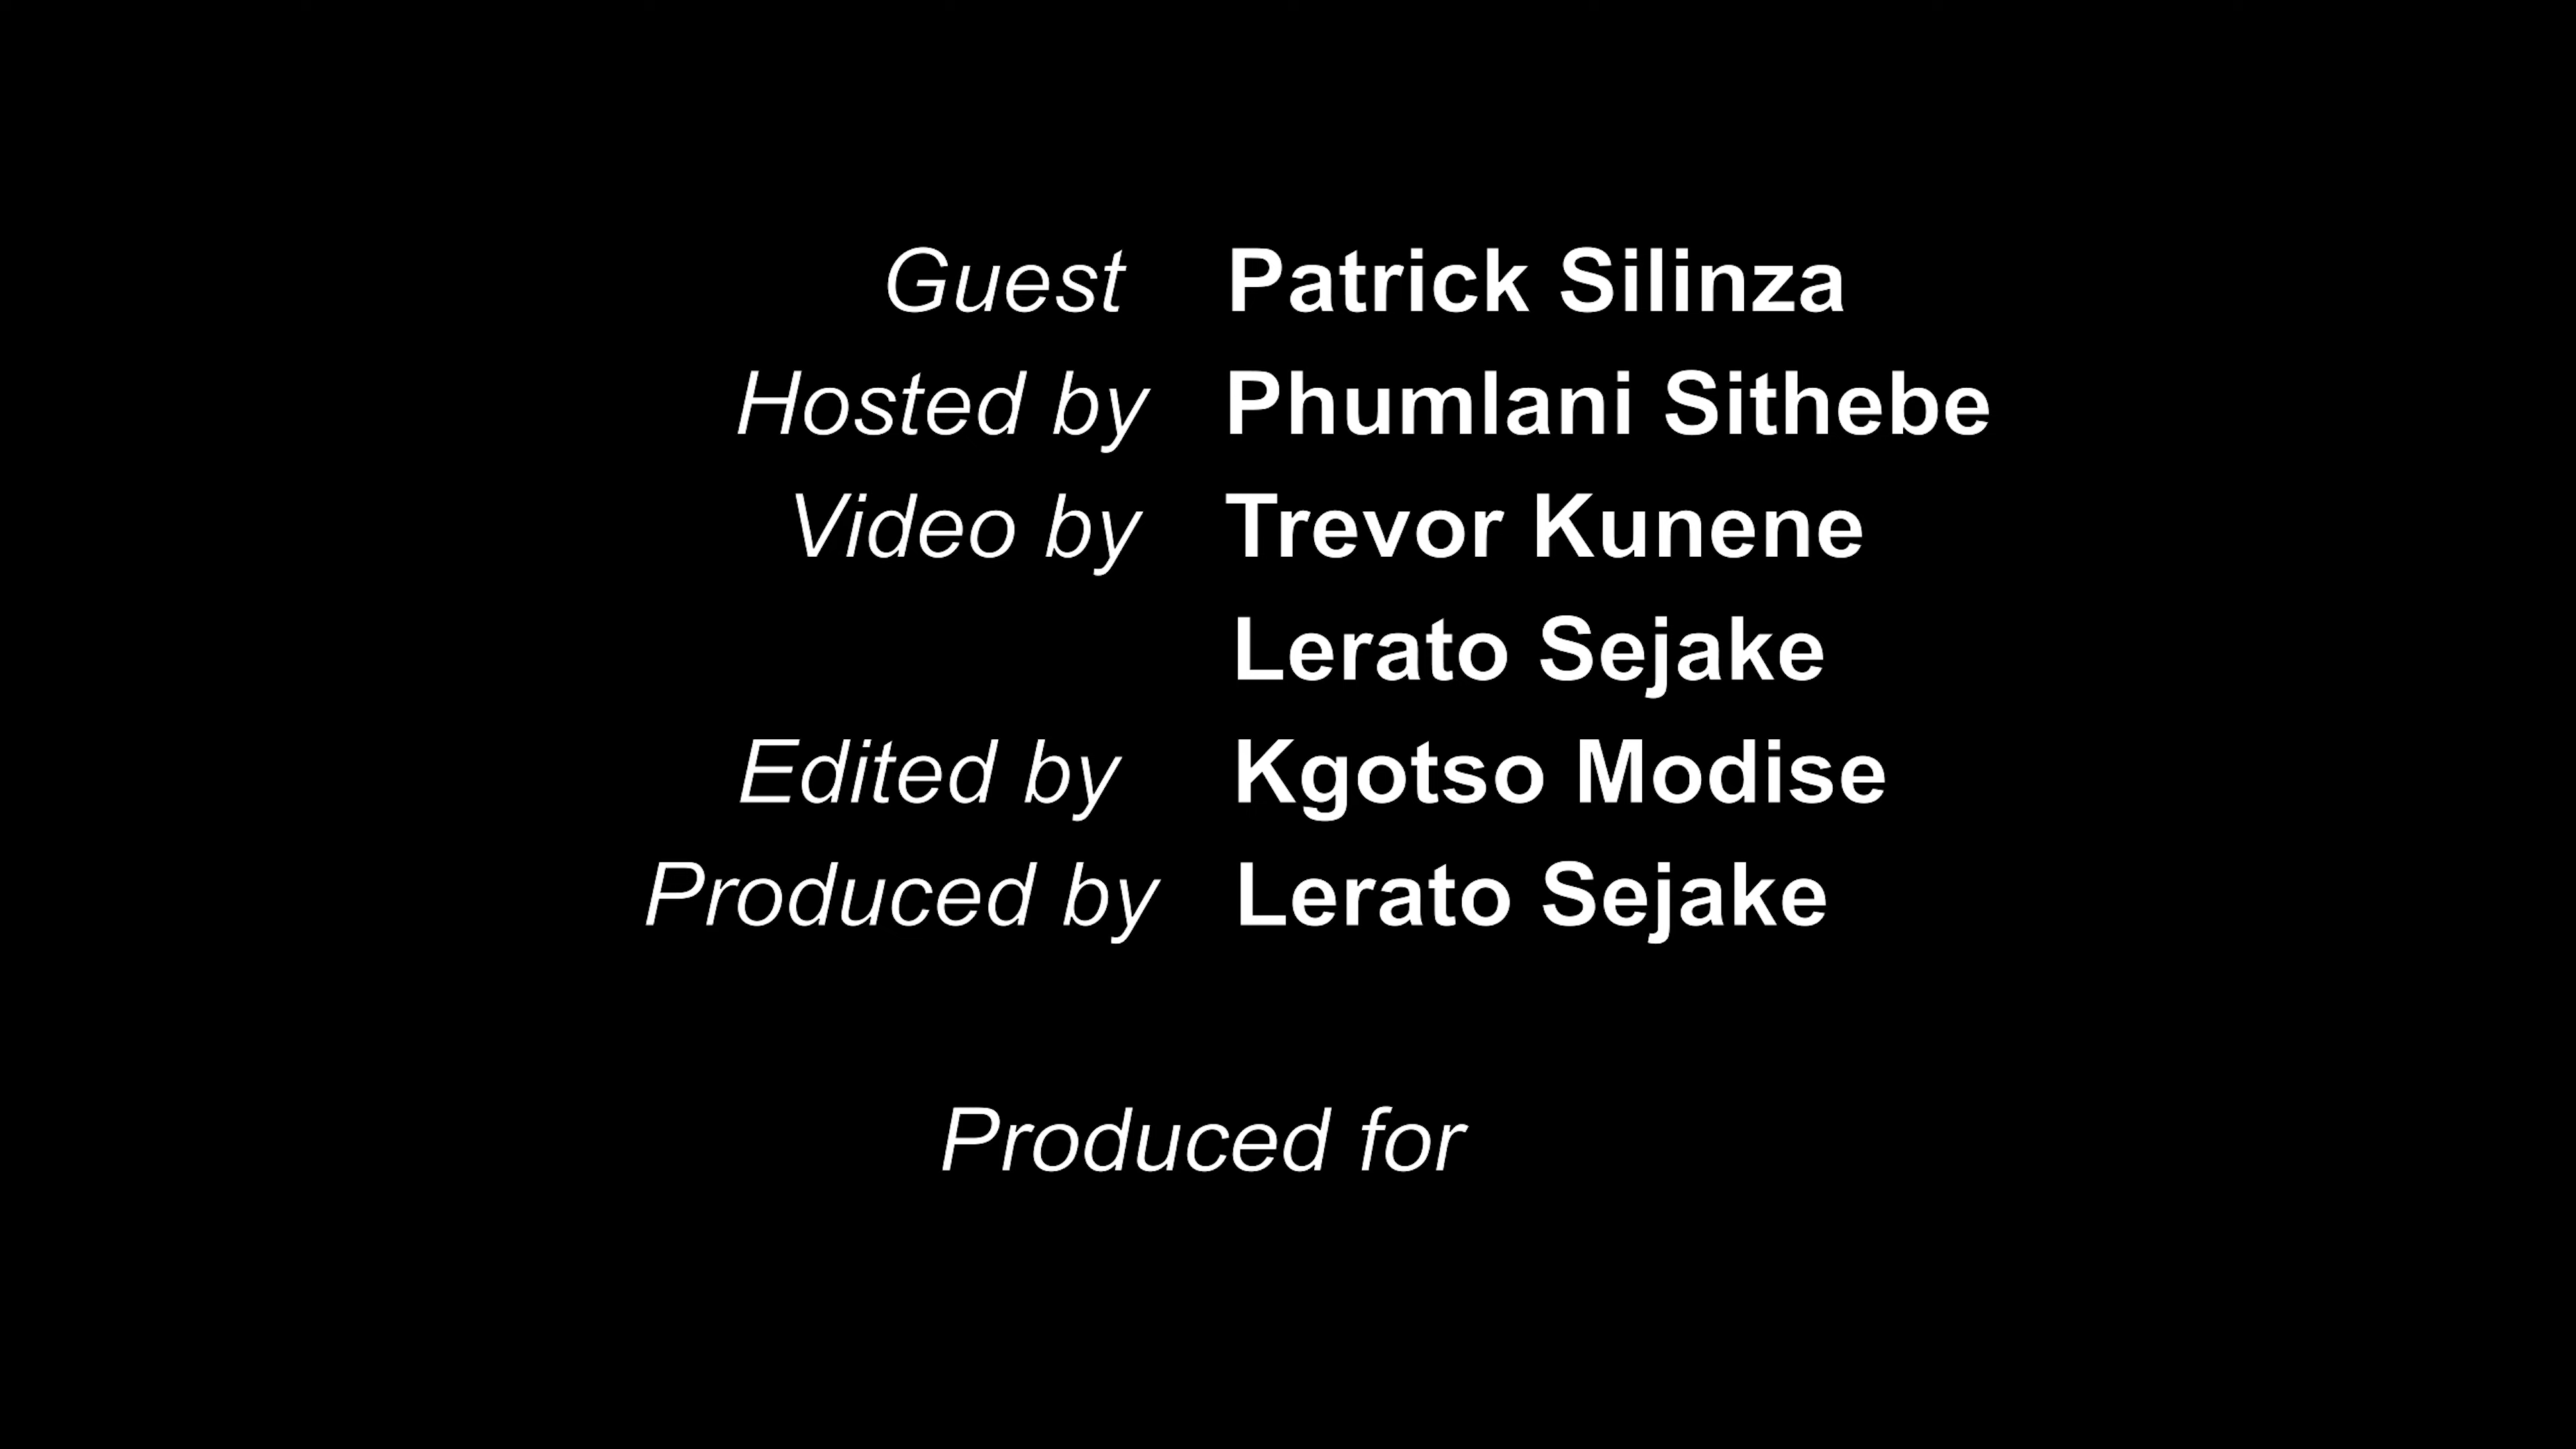 Guest Patrick Silinza
Hosted by Phumlani Sithebe
Video by Trevor Kunene
Lerato Sejake
Edited by Kgotso Modise
Produced by Lerato Sejake
Produced for